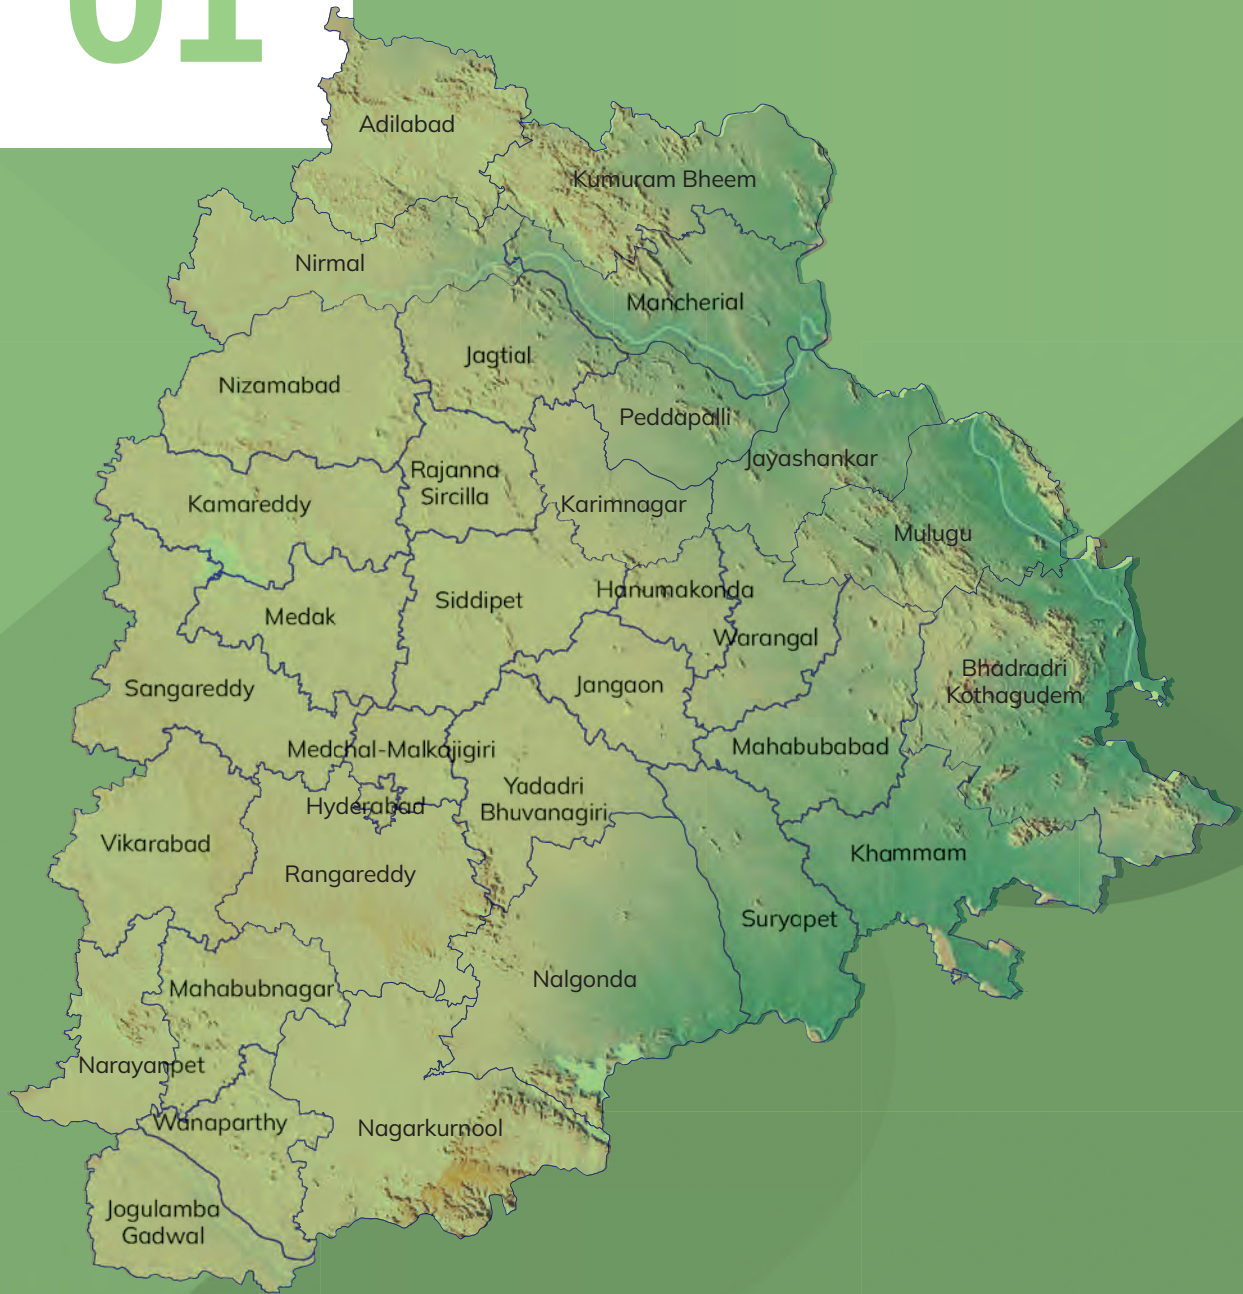 01
Adilabad
Kumuram Bheem
Nirmal
Mancherial
Jagtial
Nizamabad
Peddapalli
Jayashankar
Rajanna
Sircilla
Kamareddy
Karimnagar
Mulugu
Hanumakonda
Siddipet
Medak
Warangal
Bhadradri
Kothagudem
Sangareddy
Jangaon
Mahabubabad
Medchal-Malkajigiri
Yadadri
Bhuvanagiri
Hyderabad
Vikarabad
Khammam
Rangareddy
Suryapet
Nalgonda
Mahabubnagar
Narayanpet
Wanaparthy
Nagarkurnool
Jogulamba
Gadwal